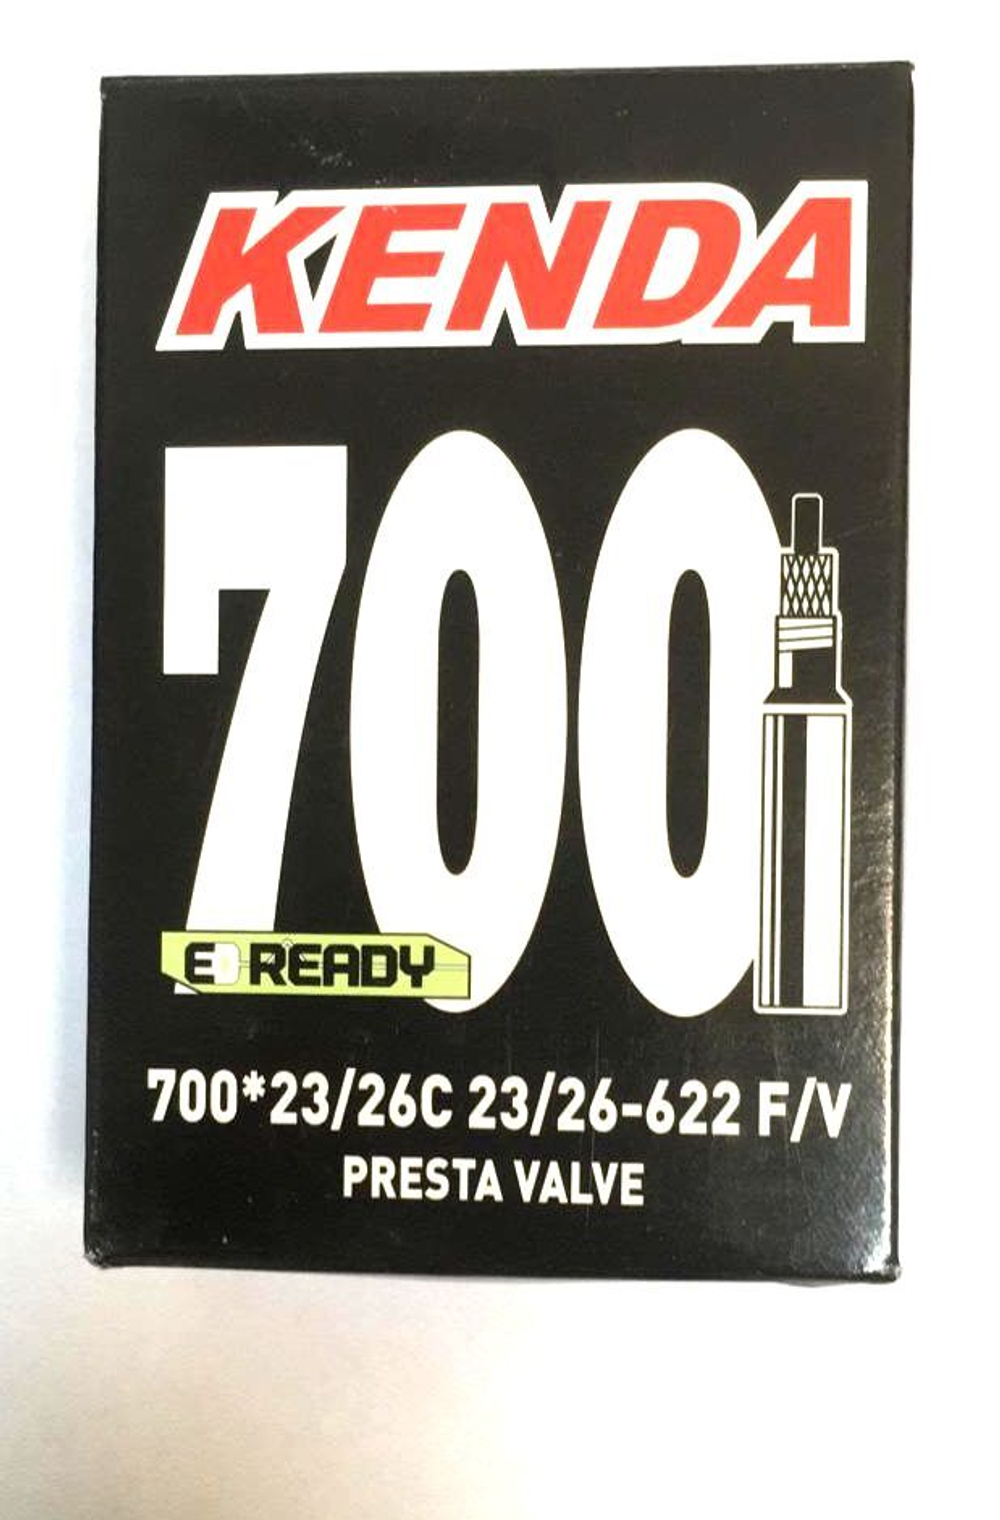 KENDA
700
E READY
700*23/26C 23/26-622 F/V
PRESTA VALVE